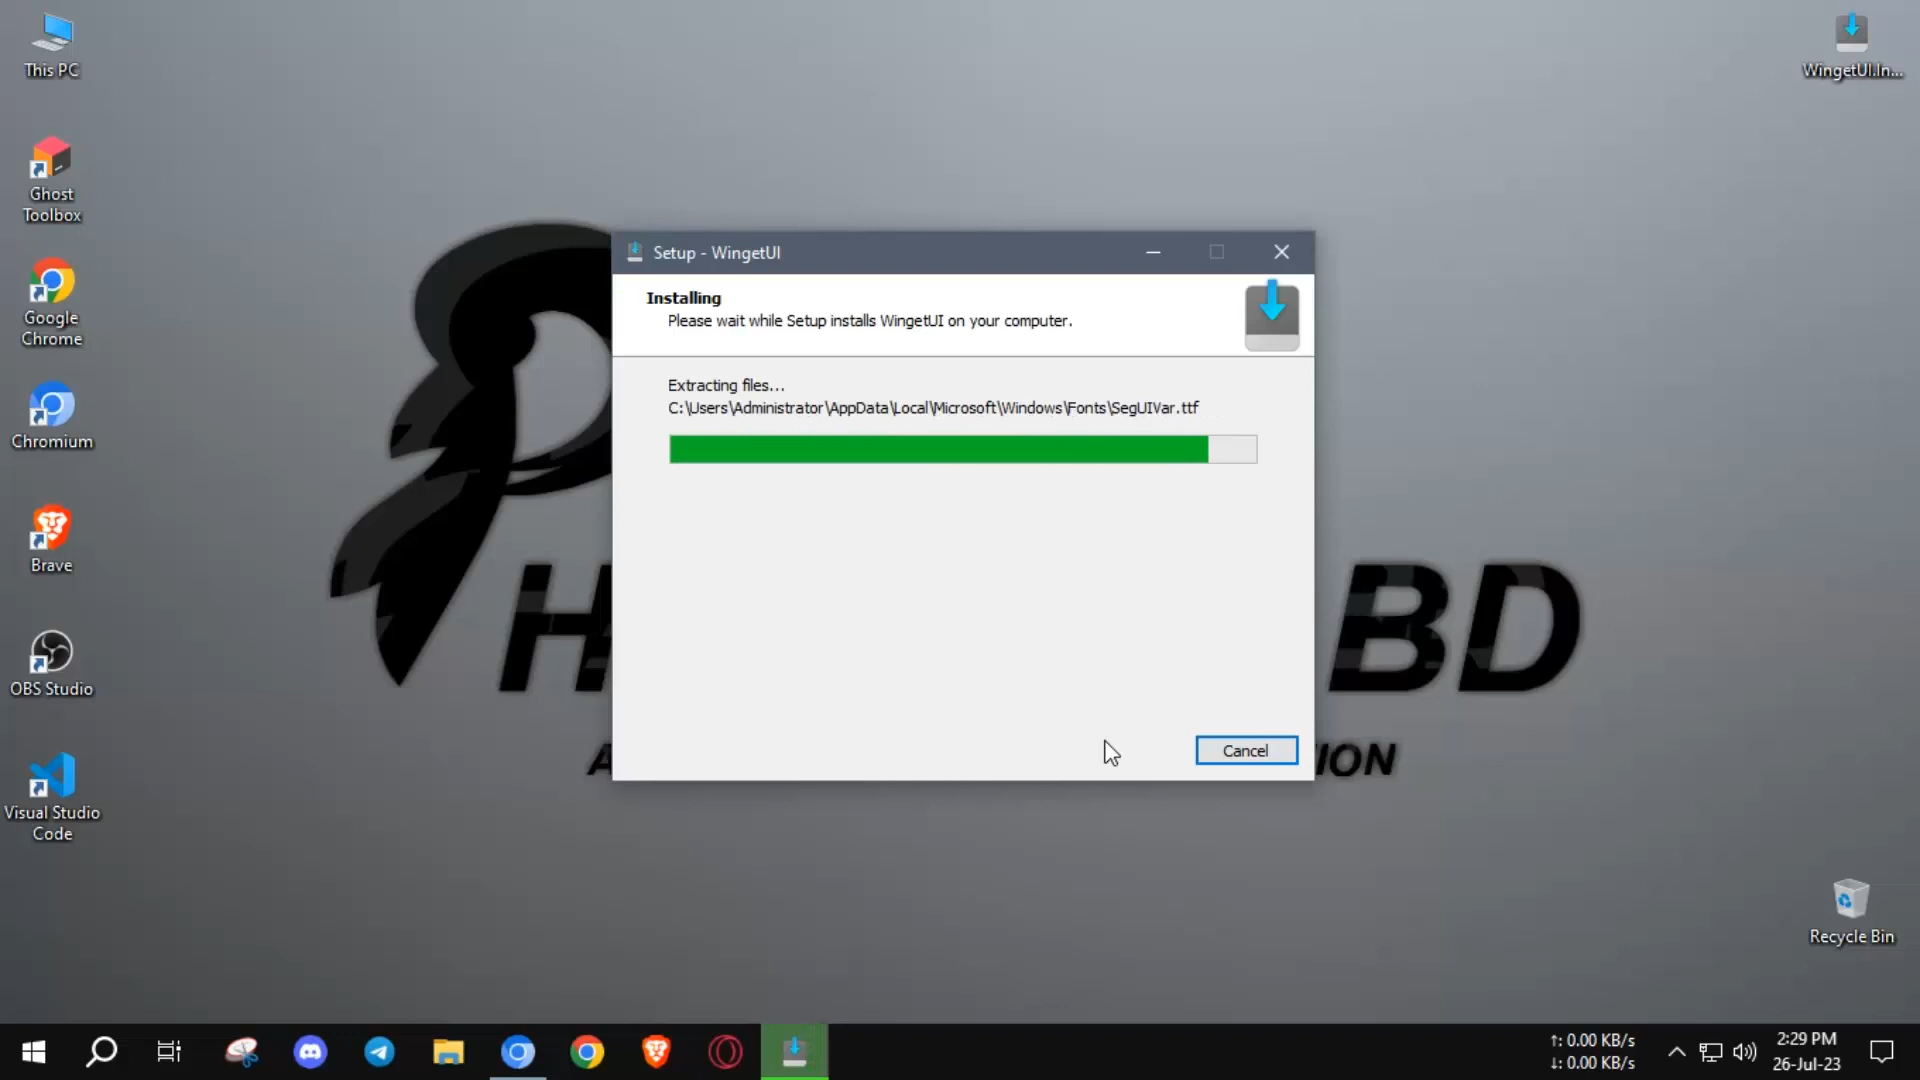 This PC
Ghost
Toolbox
Google
Chrome
Chromium
Brave
OBS Studio
Visual Studio
Code
WingetUI.In...
Recycle Bin
Setup - WingetUI
Installing
Please wait while Setup installs WingetUI on your computer.
Extracting files...
C:\Users\Administrator\AppData\Local\Microsoft\Windows\Fonts\SegUIVar.ttf
Cancel
BD
↑: 0.00 KB/s
↓: 0.00 KB/s
2:29 PM
26-Jul-23